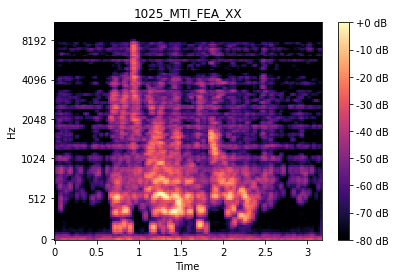 1025_MTI_FEA_XX
+0 dB
8192
-10 dB
4096
-20 dB
-30 dB
Hz
2048
-40 dB
1024
-50 dB
512
-60 dB
-70 dB
0
-80 dB
0 0.5 1 1.5 2 2.5 3
Time